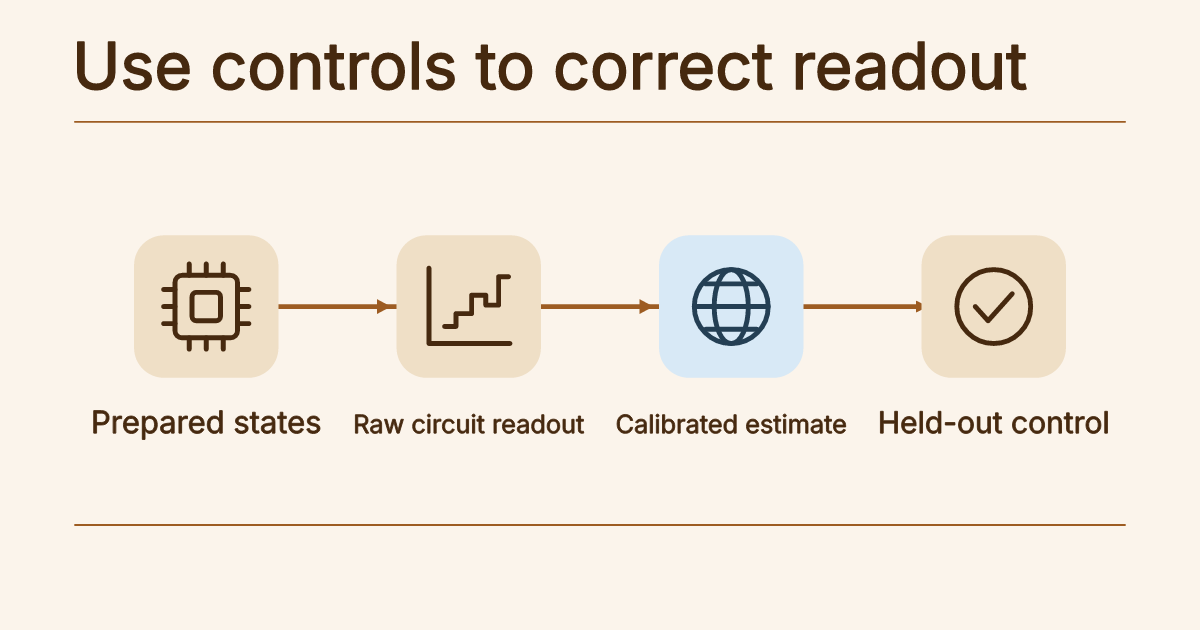 Use controls to correct readout
Prepared states
Raw circuit readout
Calibrated estimate
Held-out control